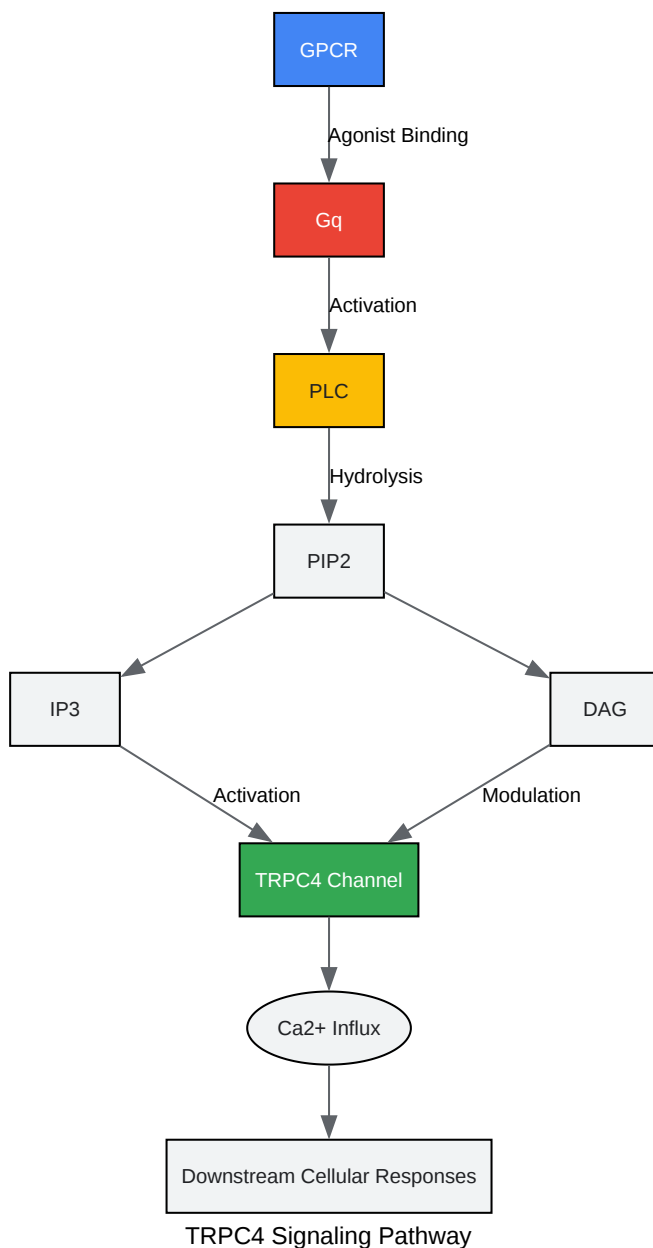 GPCR
Agonist Binding
Gq
Activation
PLC
Hydrolysis
PIP2
IP3
DAG
Activation
Modulation
TRPC4 Channel
Ca2+ Influx
Downstream Cellular Responses
TRPC4 Signaling Pathway